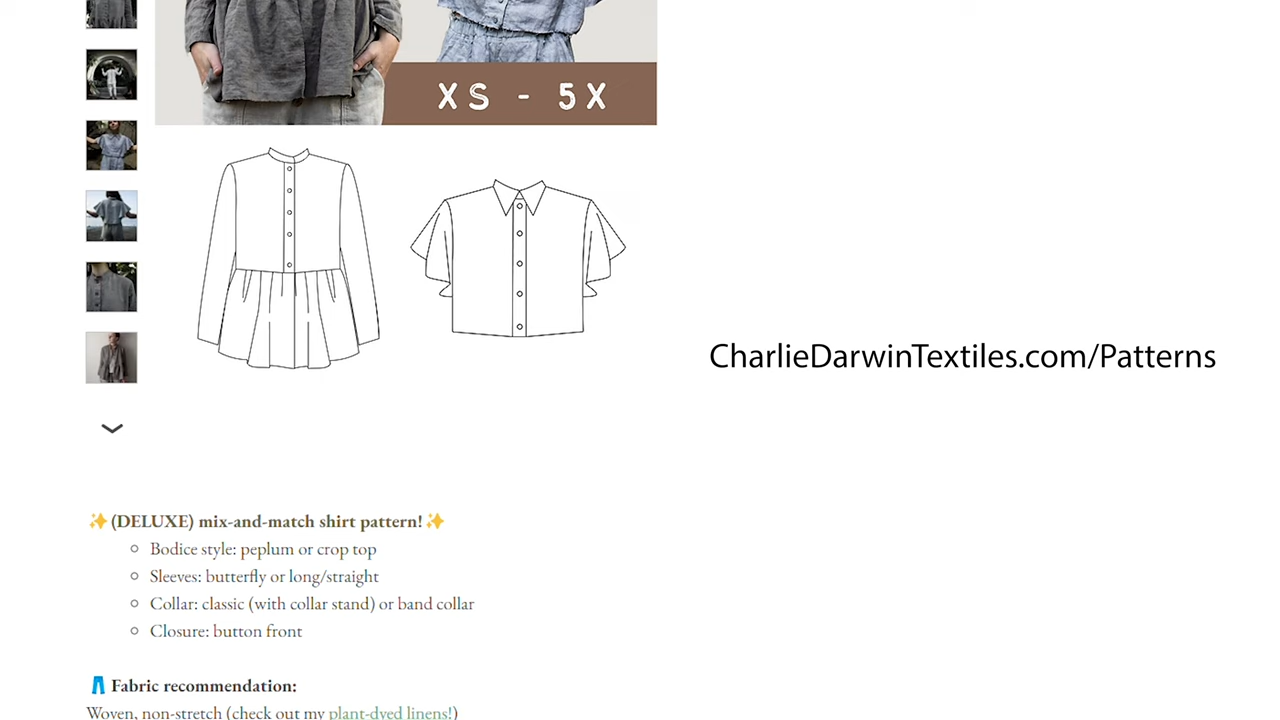 XS - 5X
CharlieDarwinTextiles.com/Patterns
✨(DELUXE) mix-and-match shirt pattern!✨
Bodice style: peplum or crop top
Sleeves: butterfly or long/straight
Collar: classic (with collar stand) or band collar
Closure: button front
👖 Fabric recommendation:
Woven, non-stretch (check out my plant-dyed linens!)